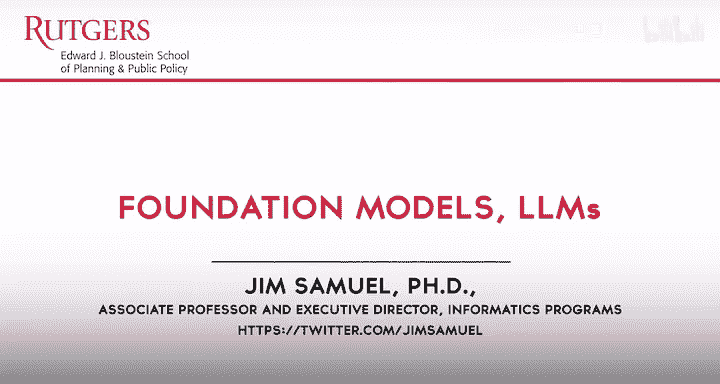 RUTGERS
Edward J. Bloustein School
of Planning & Public Policy
FOUNDATION MODELS, LLMs
JIM SAMUEL, PH.D.,
ASSOCIATE PROFESSOR AND EXECUTIVE DIRECTOR, INFORMATICS PROGRAMS
HTTPS://TWITTER.COM/JIMSAMUEL